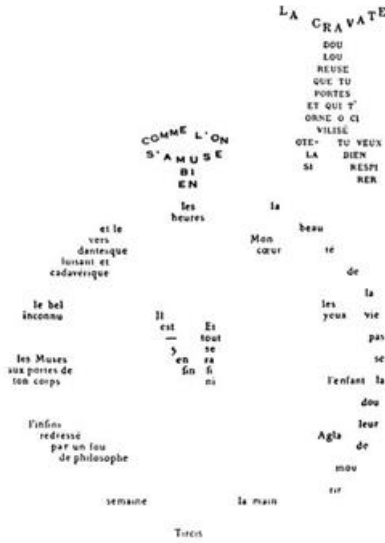 LA CRAVATE
DOU
LOU
REUSE
QUE TU
PORTES
ET QUI T'
ORNE O CI
VILISÉ
OTE- TU VEUX
LA BIEN
SI RESPI
RER
COMME L'ON
S'AMUSE
BI
EN
les
heures
la
beau
té
de
la
vie
pas
se
la
dou
leur
de
mou
rir
Mon
cœur
les
yeux
l'enfant
Agla
la main
Tircis
semaine
l'infini
redressé
par un fou
de philosophe
les Muses
aux portes de
ton corps
le bel
inconnu
et le
vers
dantesque
luisant et
cadavérique
Il
est
—
5
en
fin
Et
tout
se
ra
fi
ni